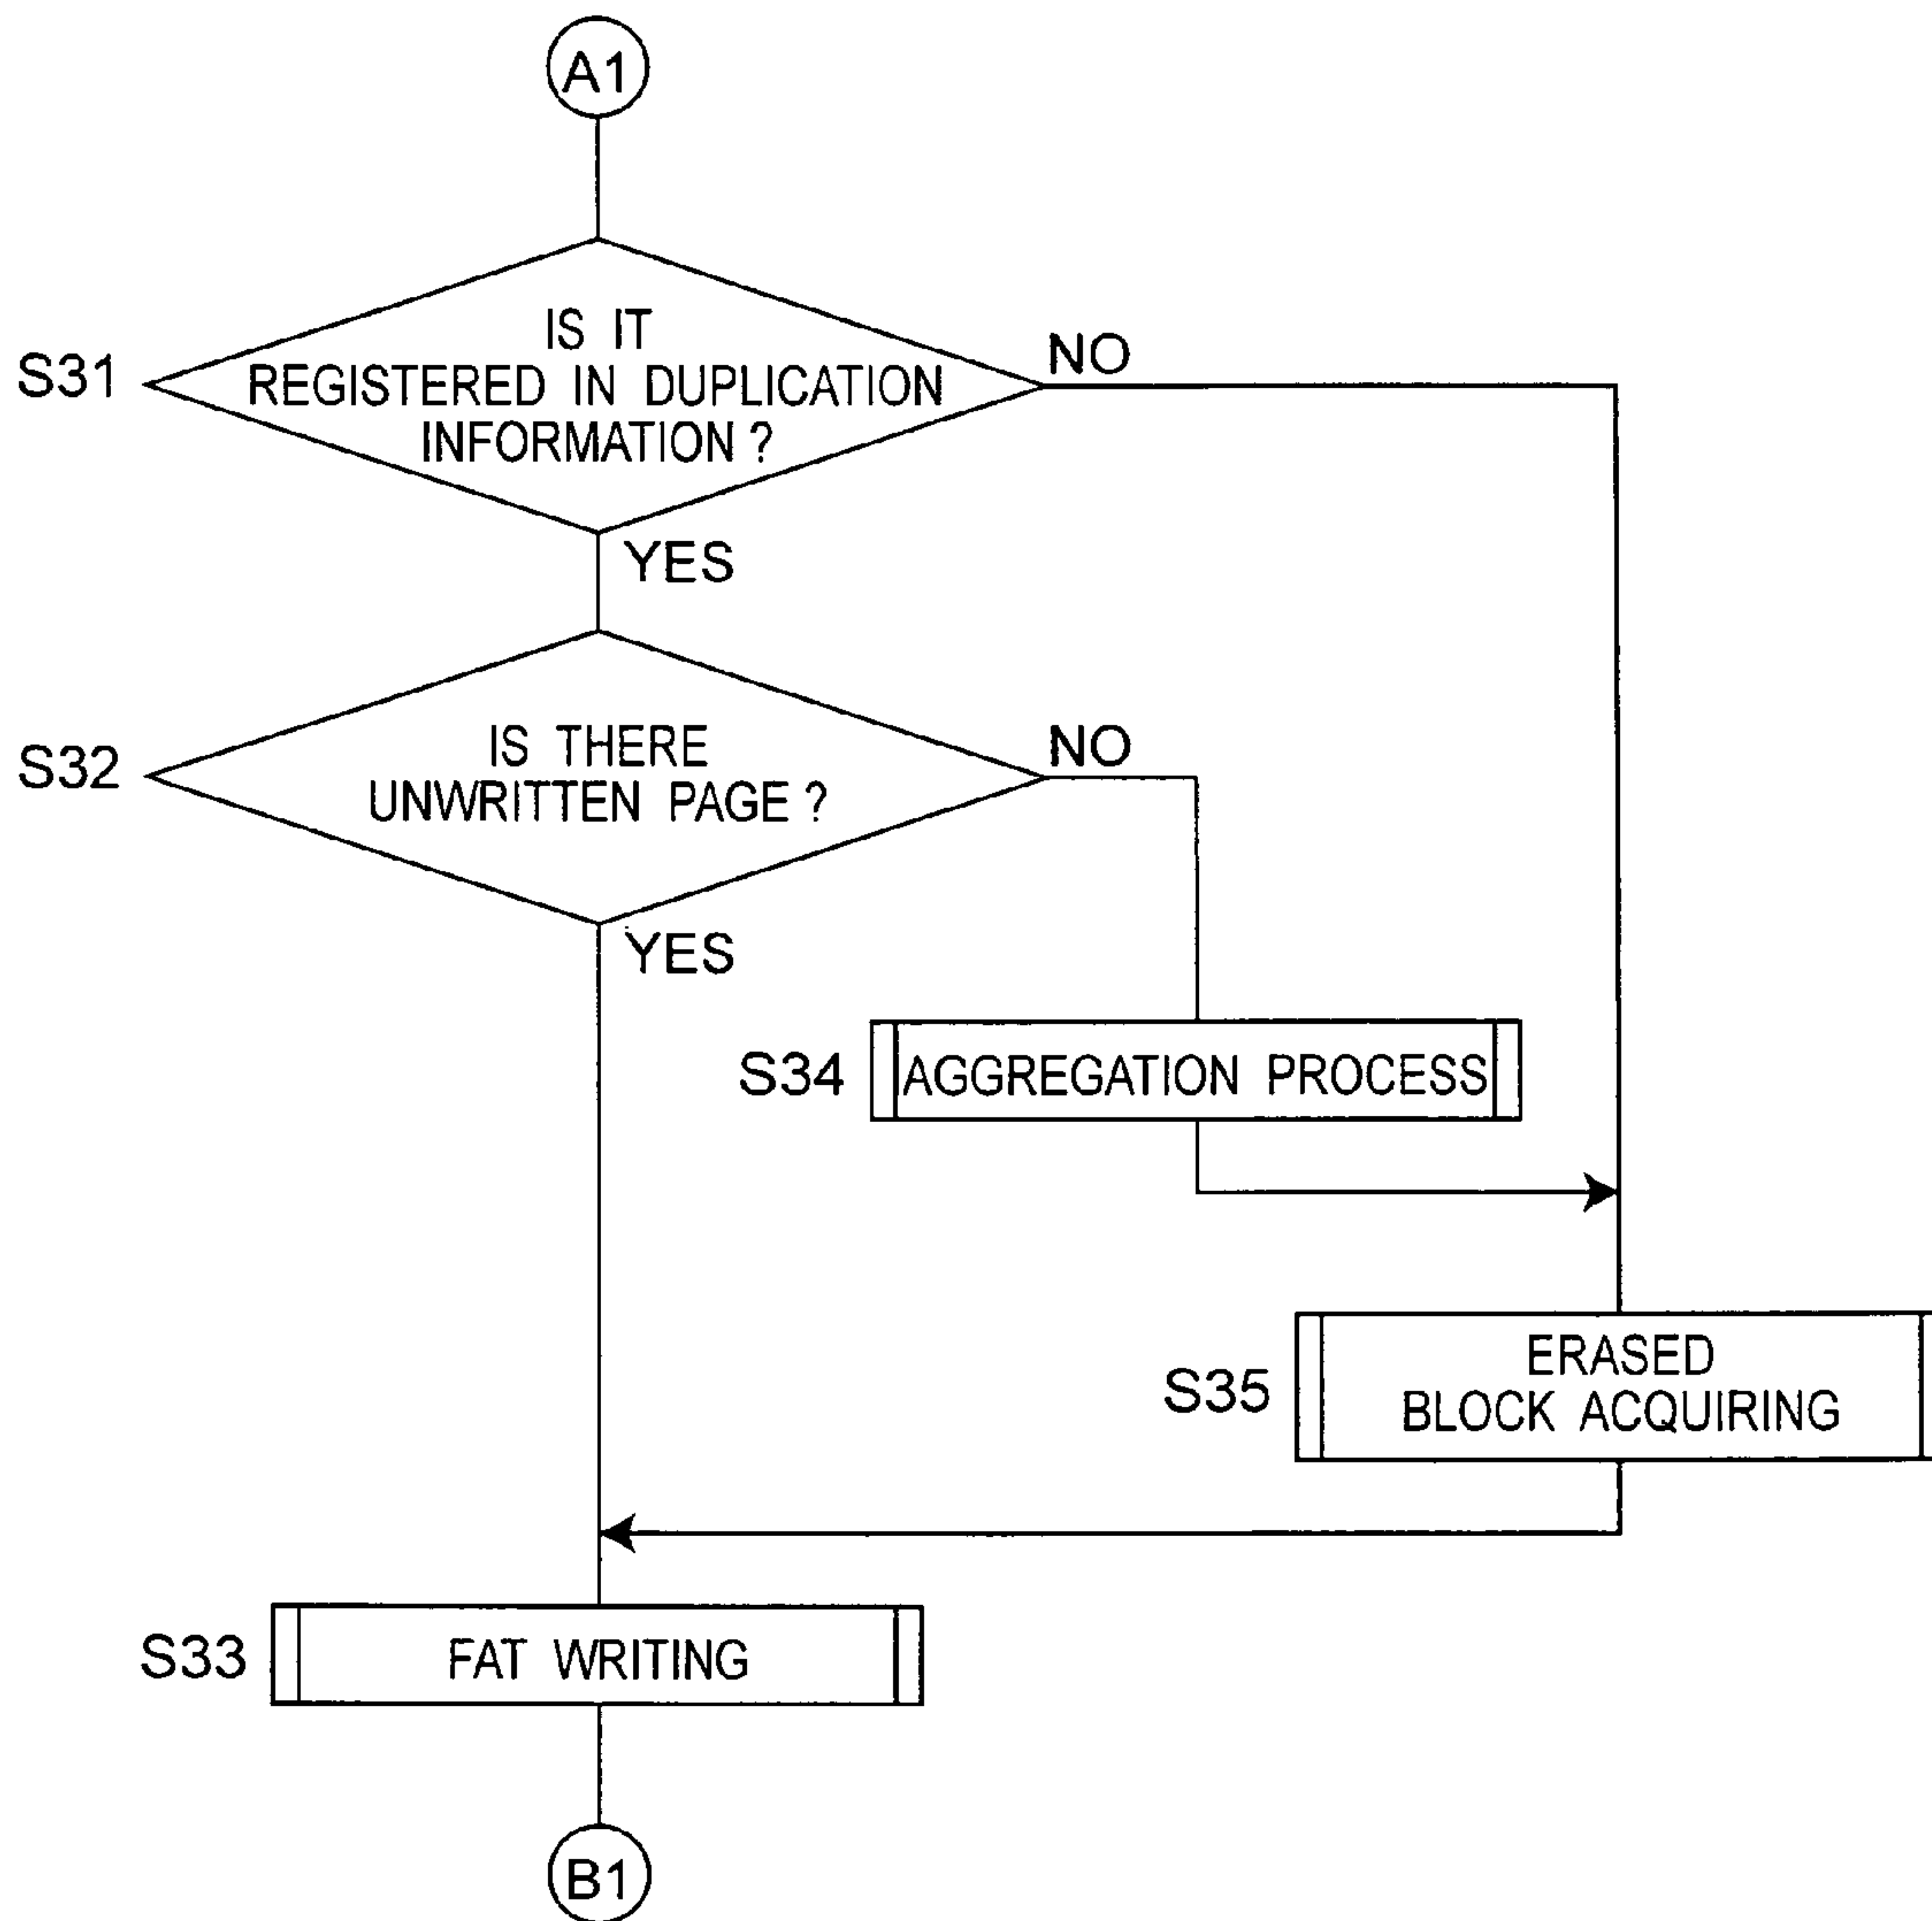 A1
S31
IS IT
REGISTERED IN DUPLICATION
INFORMATION ?
NO
YES
S32
IS THERE
UNWRITTEN PAGE ?
NO
YES
S34
AGGREGATION PROCESS
S35
ERASED
BLOCK ACQUIRING
S33
FAT WRITING
B1